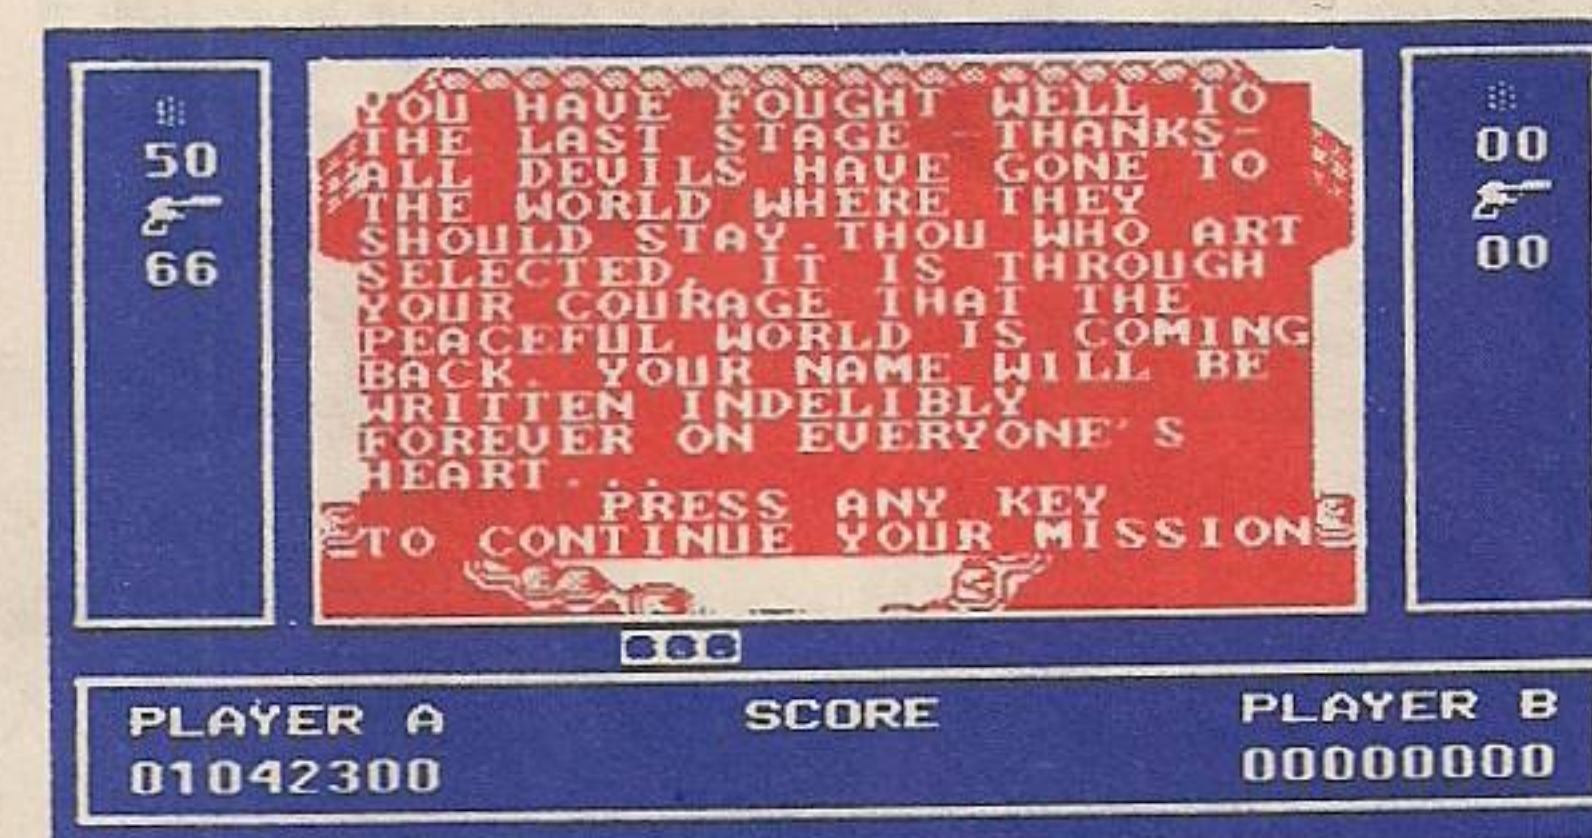 50
66
YOU HAVE FOUGHT WELL TO
THE LAST STAGE - THANKS-
ALL DEVILS HAVE GONE TO
THE WORLD WHERE THEY
SHOULD STAY.THOU WHO ART
SELECTED, IT IS THROUGH
YOUR COURAGE THAT THE
PEACEFUL WORLD IS COMING
BACK. YOUR NAME WILL BE
WRITTEN INDELIBLY
FOREVER ON EVERYONE'S
HEART...
PRESS ANY KEY
TO CONTINUE YOUR MISSION
00
00
PLAYER A SCORE PLAYER B
01042300 00000000